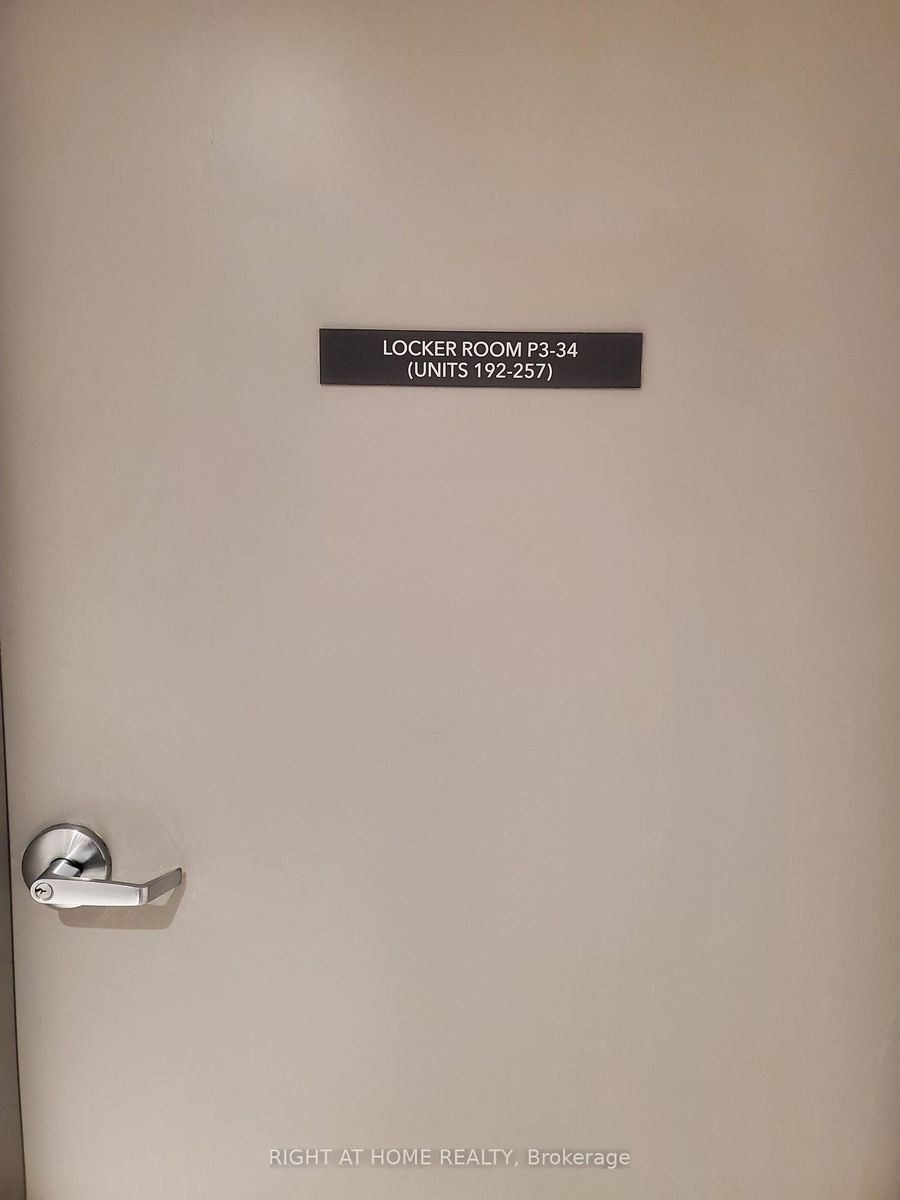 LOCKER ROOM P3-34
(UNITS 192-257)
RIGHT AT HOME REALTY, Brokerage